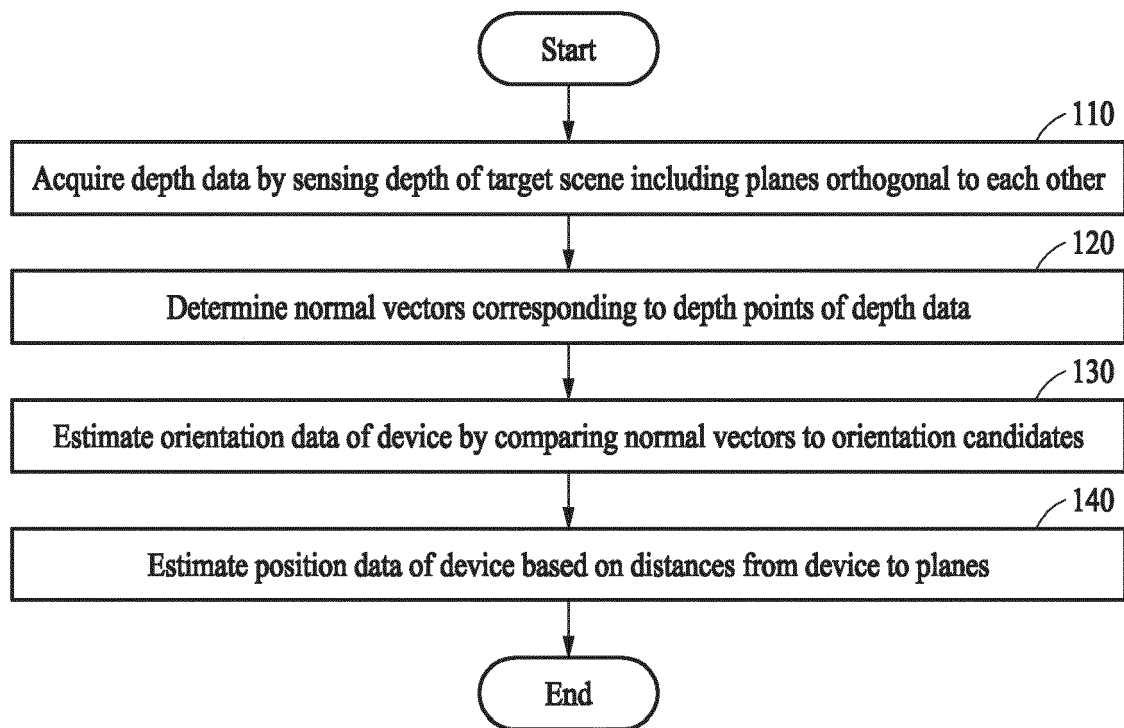 Start
110
Acquire depth data by sensing depth of target scene including planes orthogonal to each other
120
Determine normal vectors corresponding to depth points of depth data
130
Estimate orientation data of device by comparing normal vectors to orientation candidates
140
Estimate position data of device based on distances from device to planes
End